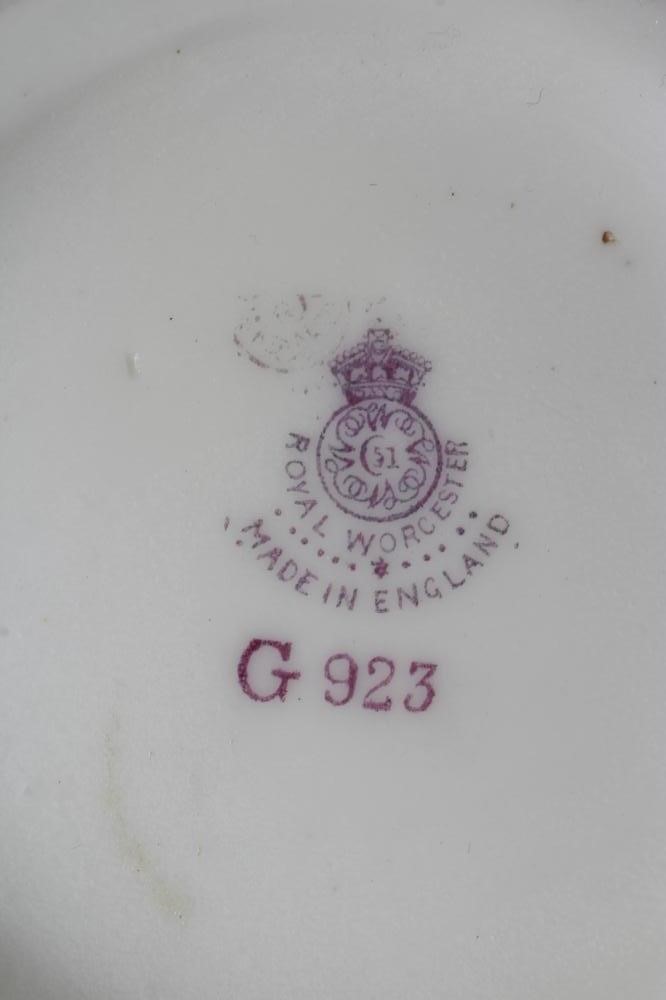 51
ROYAL WORCESTER
MADE IN ENGLAND
G 923